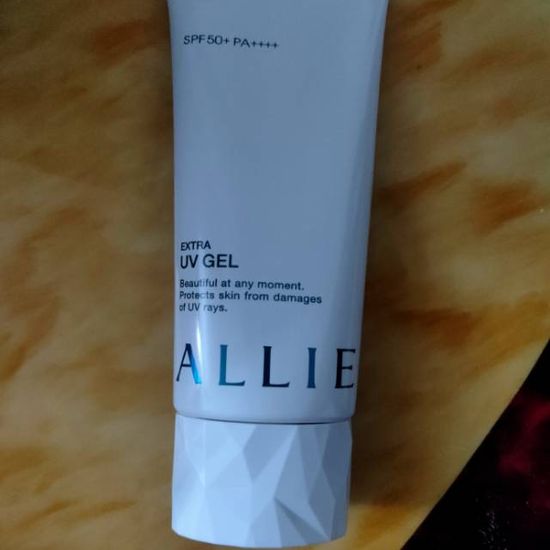 SPF50+ PA++++
EXTRA
UV GEL
Beautiful at any moment.
Protects skin from damages
of UV rays.
ALLIE